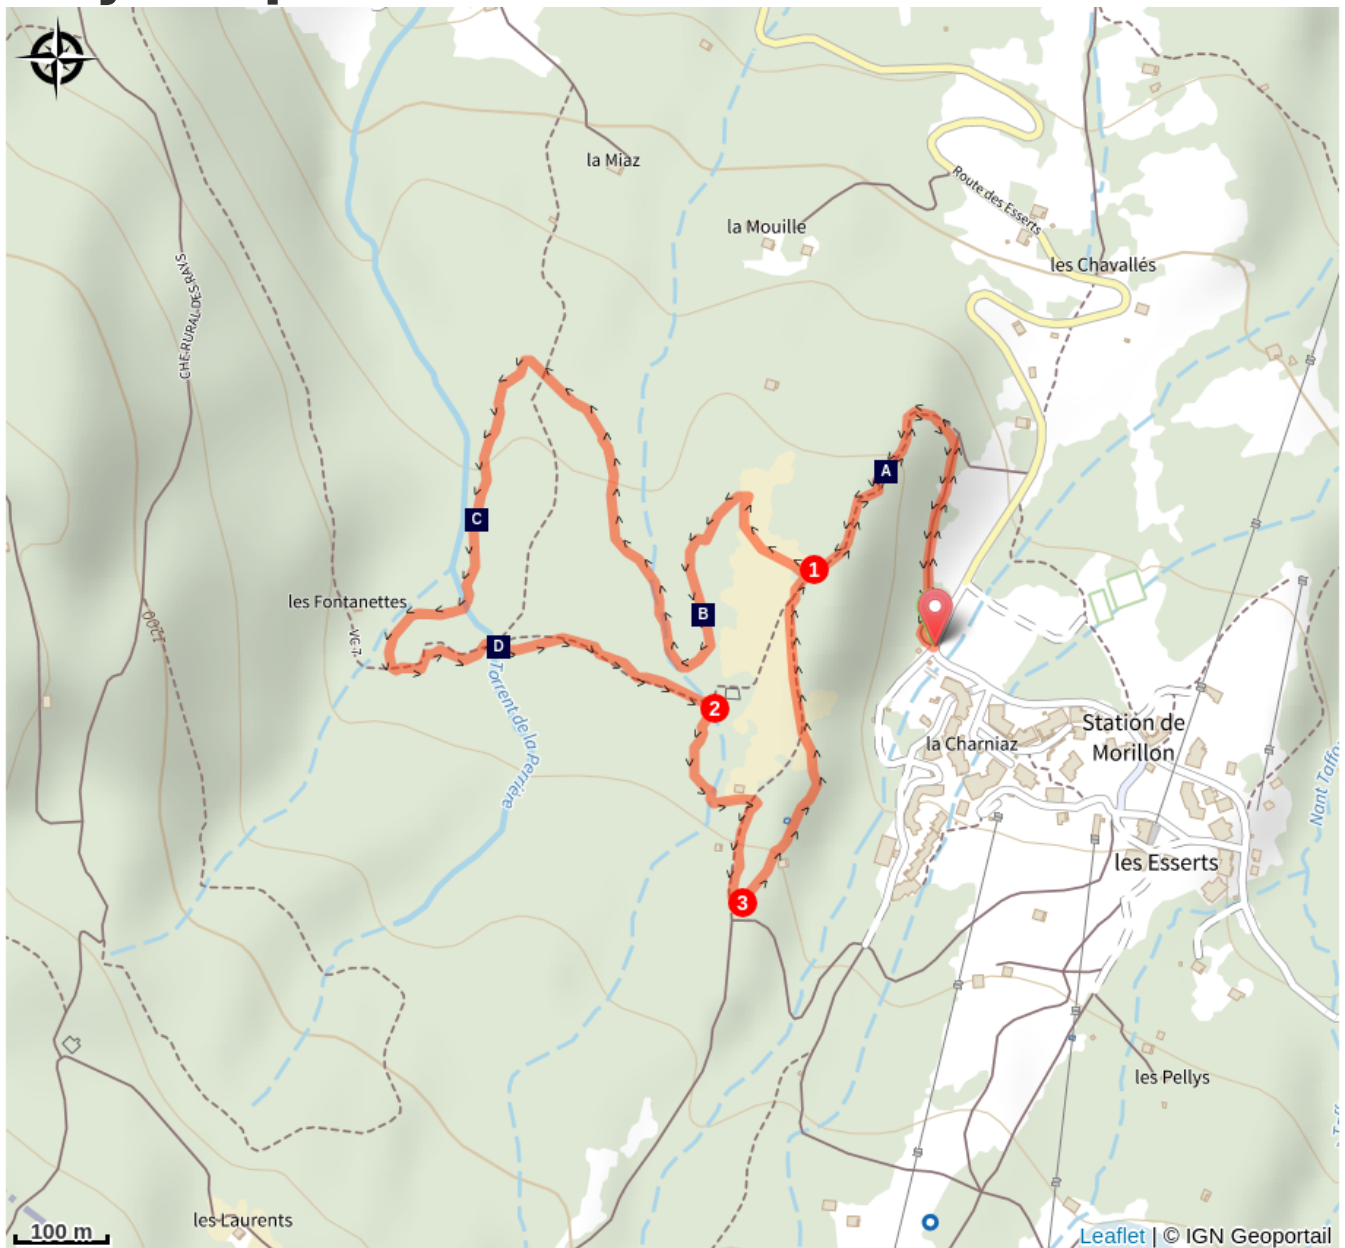 la Miaz
Route des Esserts
la Mouille
les Chavallés
CHE RURAL DES RAYS
A
C
1
les Fontanettes
B
1200
VC 7
D
Torrent de la Perrière
2
Station de
Morillon
la Charniaz
Nant Taffo
les Esserts
3
les Pellys
les Laurents
100 m
Leaflet | © IGN Geoportail